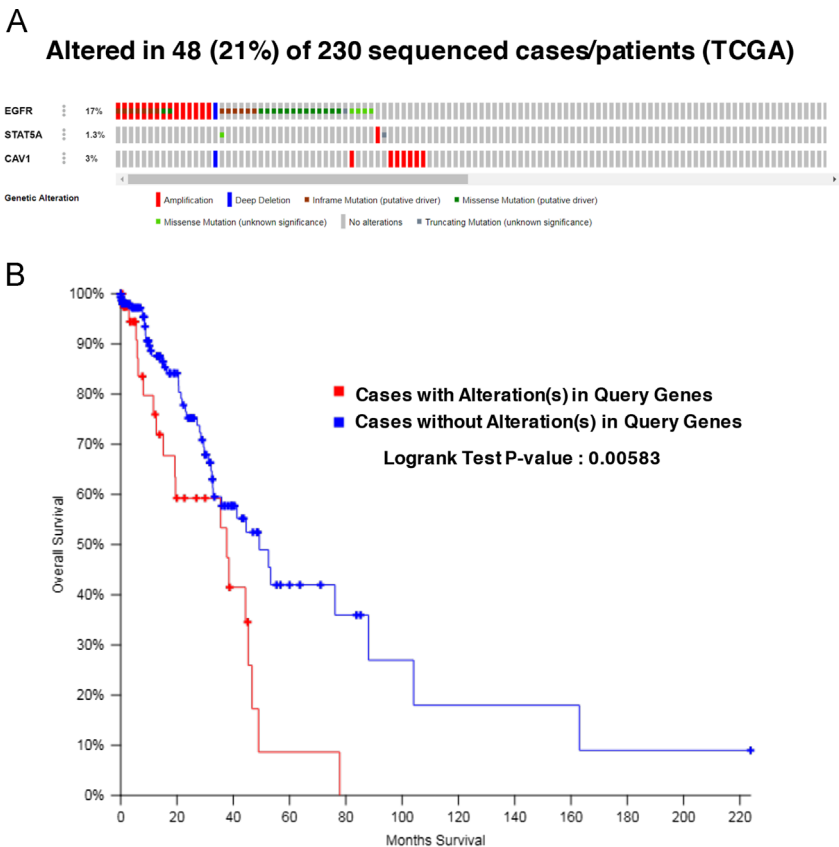 A
Altered in 48 (21%) of 230 sequenced cases/patients (TCGA)
EGFR 17%
STAT5A 1.3%
CAV1 3%
Genetic Alteration Amplification Deep Deletion Inframe Mutation (putative driver) Missense Mutation (putative driver)
Missense Mutation (unknown significance) No alterations Truncating Mutation (unknown significance)
B
100%
90%
80%
70%
60%
50%
40%
30%
20%
10%
0%
Overall Survival
Cases with Alteration(s) in Query Genes
Cases without Alteration(s) in Query Genes
Logrank Test P-value : 0.00583
0 20 40 60 80 100 120 140 160 180 200 220
Months Survival